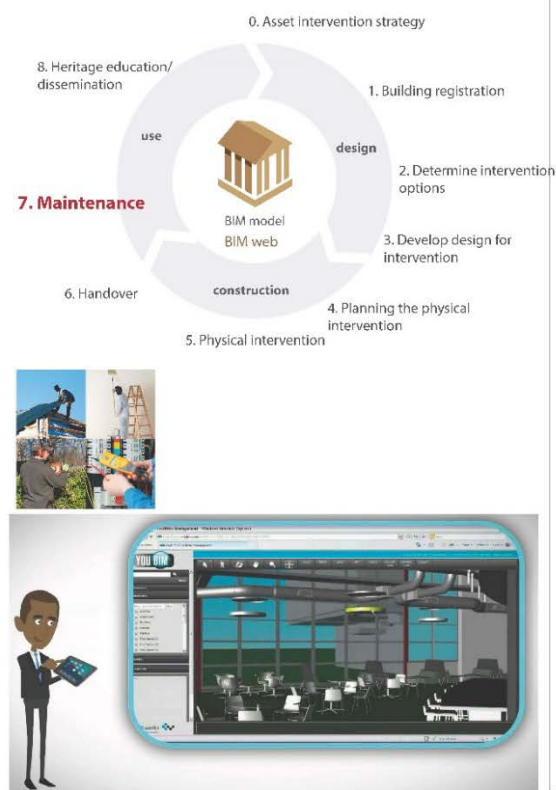 0. Asset intervention strategy
8. Heritage education/
dissemination
1. Building registration
use
design
2. Determine intervention
options
7. Maintenance
BIM model
BIM web
3. Develop design for
intervention
6. Handover
construction
4. Planning the physical
intervention
5. Physical intervention
YOU BIM